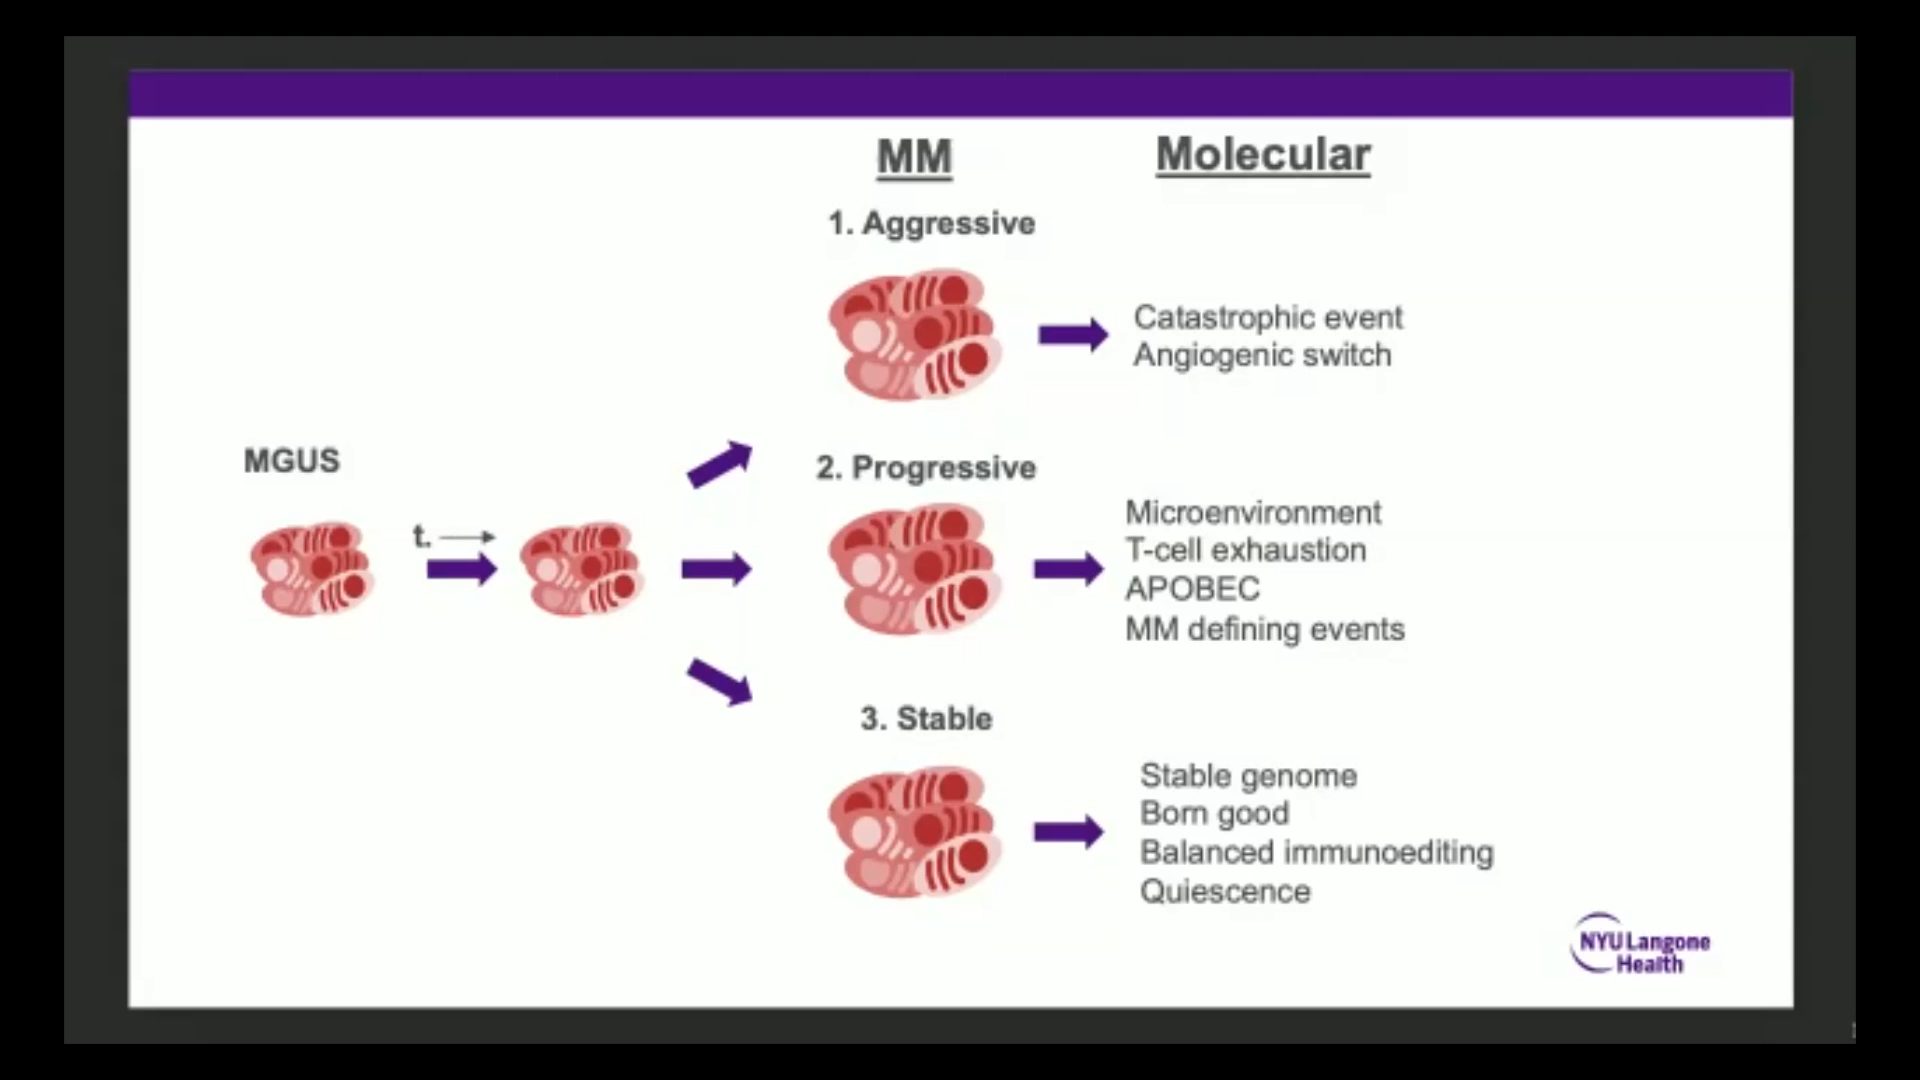 MM
Molecular
1. Aggressive
Catastrophic event
Angiogenic switch
MGUS
t.
2. Progressive
Microenvironment
T-cell exhaustion
APOBEC
MM defining events
3. Stable
Stable genome
Born good
Balanced immunoediting
Quiescence
NYU Langone
Health